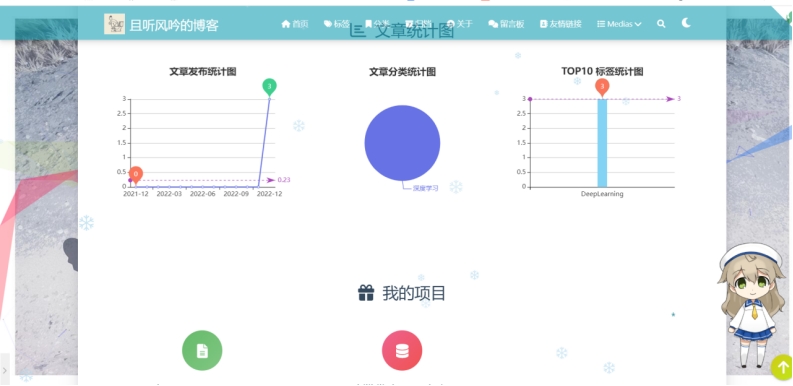 且听风吟的博客
首页 标签 分类 归档 关于 留言板 友情链接 Medias
文章统计图
文章发布统计图
3
3
2.5
2
1.5
1
0.5
0
0
0.23
2021-12 2022-03 2022-06 2022-09 2022-12
文章分类统计图
深度学习
TOP10 标签统计图
3
3
3
2.5
2
1.5
1
0.5
0
DeepLearning
我的项目